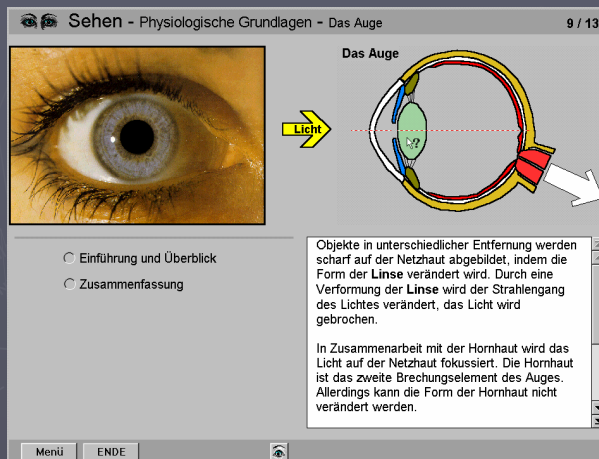 Sehen - Physiologische Grundlagen - Das Auge
9 / 13
Das Auge
Licht
?
Einführung und Überblick
Zusammenfassung
Objekte in unterschiedlicher Entfernung werden
scharf auf der Netzhaut abgebildet, indem die
Form der Linse verändert wird. Durch eine
Verformung der Linse wird der Strahlengang
des Lichtes verändert, das Licht wird
gebrochen.
In Zusammenarbeit mit der Hornhaut wird das
Licht auf der Netzhaut fokussiert. Die Hornhaut
ist das zweite Brechungselement des Auges.
Allerdings kann die Form der Hornhaut nicht
verändert werden.
Menü
ENDE